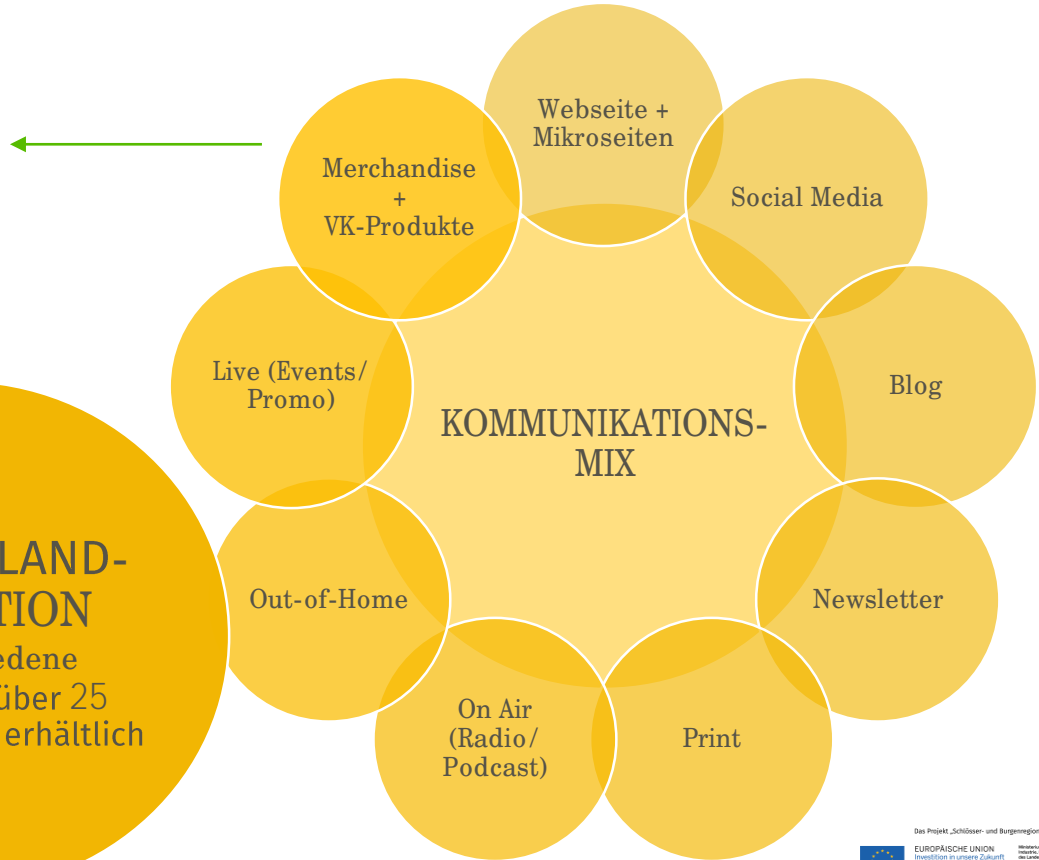 Webseite +
Mikroseiten
Social Media
Blog
Newsletter
Print
On Air
(Radio/
Podcast)
Out-of-Home
Live (Events/
Promo)
Merchandise
+
VK-Produkte
KOMMUNIKATIONS-
MIX
LAND-
TION
edene
über 25
erhältlich
Das Projekt „Schlösser- und Burgenregion
EUROPÄISCHE UNION
Investition in unsere Zukunft